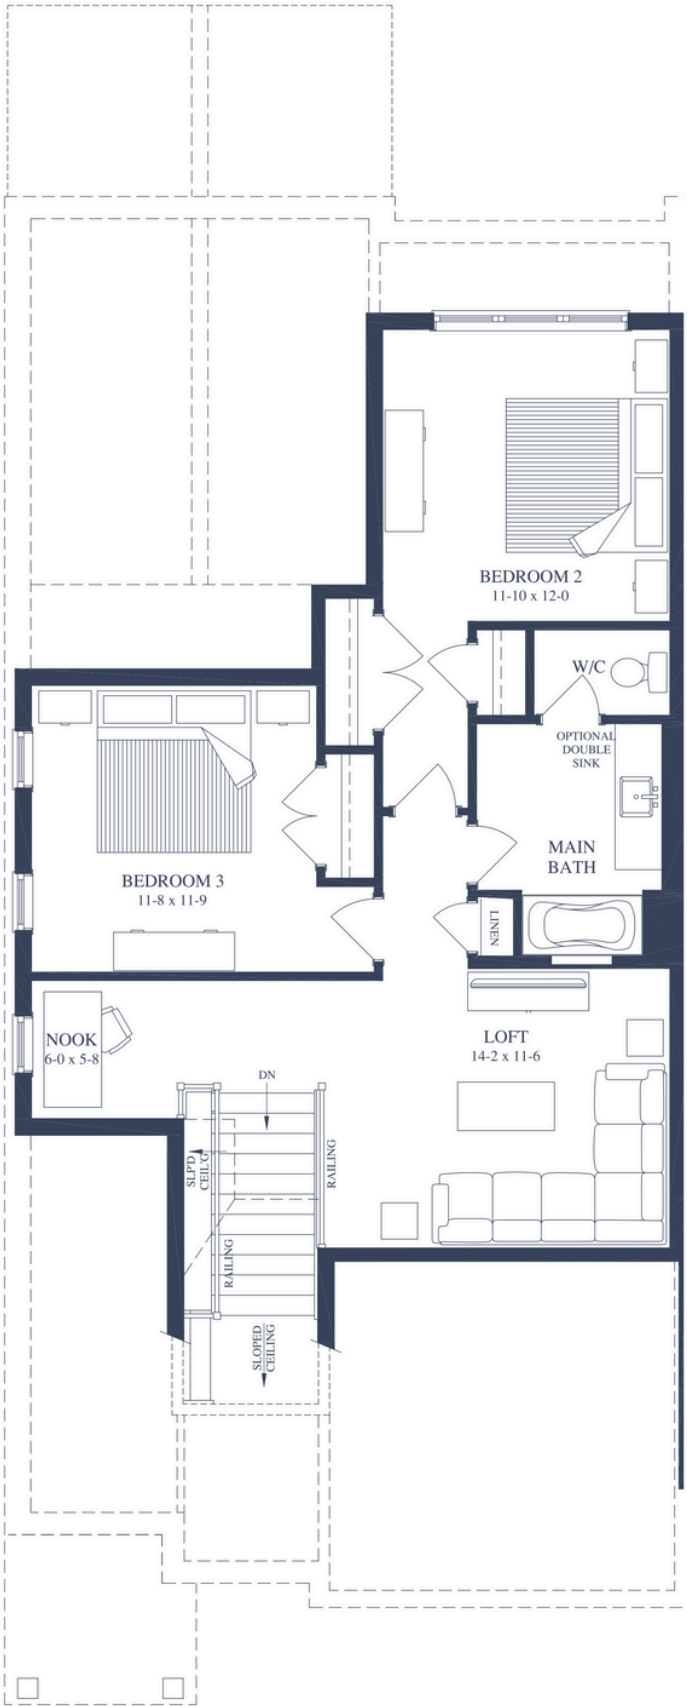 BEDROOM 2
11-10 x 12-0
W/C
OPTIONAL
DOUBLE
SINK
MAIN
BATH
BEDROOM 3
11-8 x 11-9
LINEN
NOOK
6-0 x 5-8
LOFT
14-2 x 11-6
DN
SLP'D
CEIL'G
RAILING
RAILING
SLOPED
CEILING